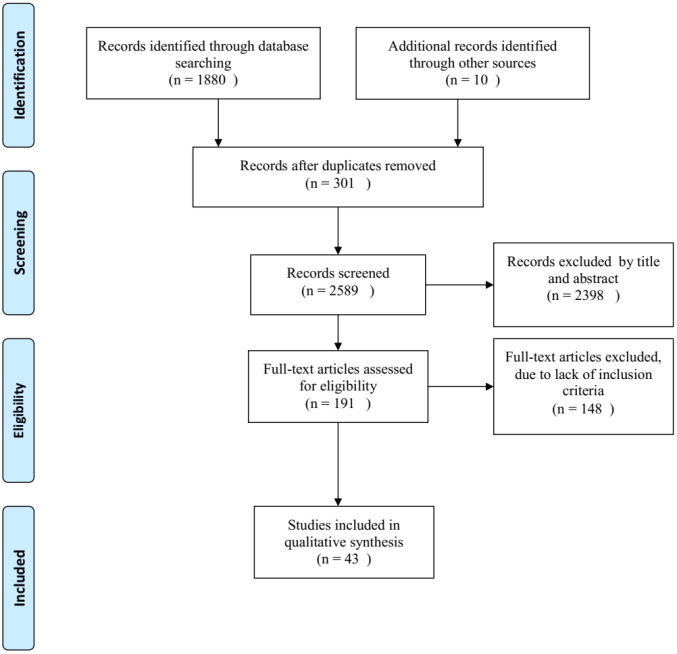 Identification
Records identified through database
searching
(n = 1880 )
Additional records identified
through other sources
(n = 10 )
Records after duplicates removed
(n = 301 )
Screening
Records screened
(n = 2589 )
Records excluded by title
and abstract
(n = 2398 )
Eligibility
Full-text articles assessed
for eligibility
(n = 191 )
Full-text articles excluded,
due to lack of inclusion
criteria
(n = 148 )
Included
Studies included in
qualitative synthesis
(n = 43 )